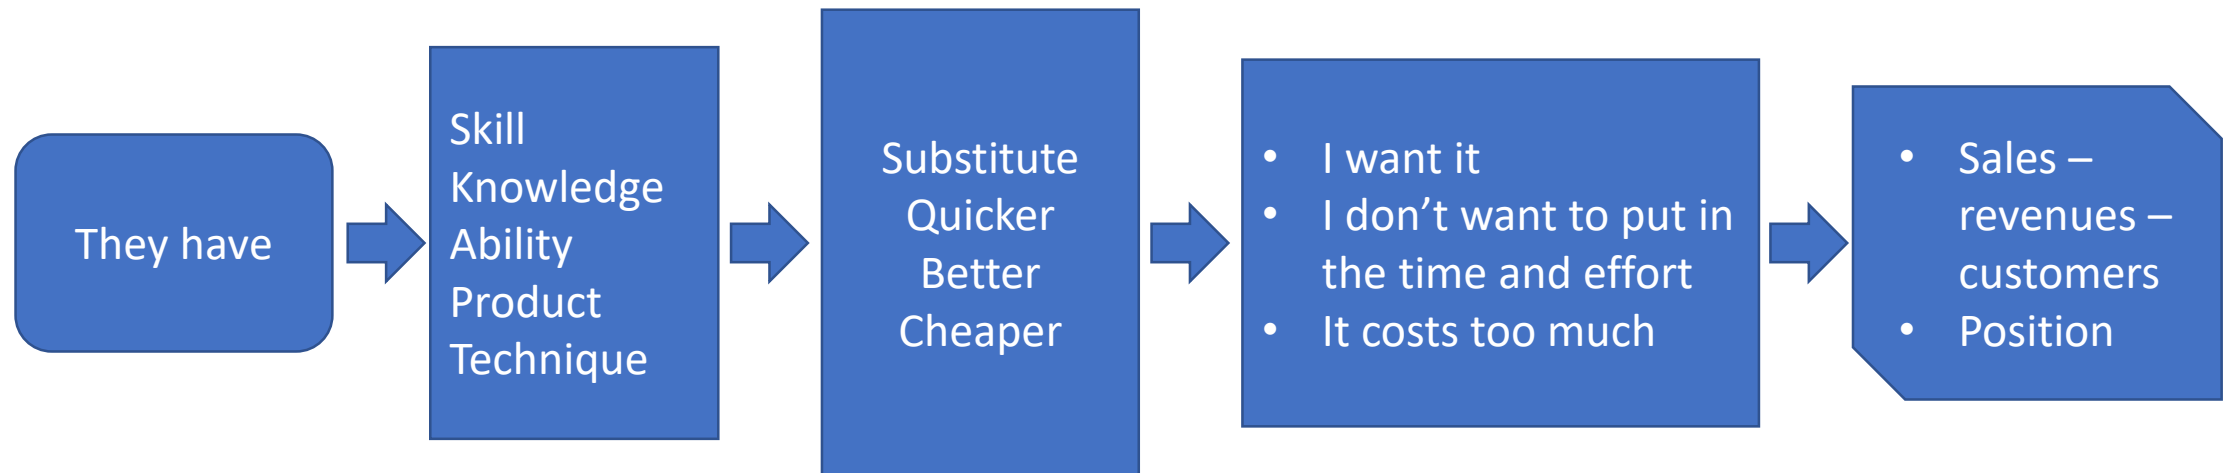 They have
Skill
Knowledge
Ability
Product
Technique
Substitute
Quicker
Better
Cheaper
• I want it
• I don’t want to put in
the time and effort
• It costs too much
• Sales –
revenues –
customers
• Position